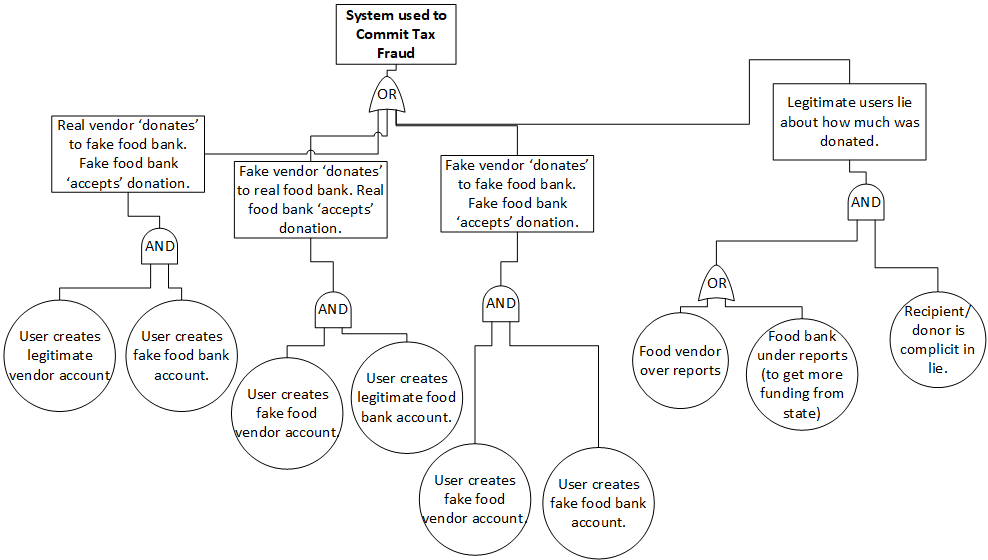 System used to
Commit Tax
Fraud
OR
Real vendor ‘donates’
to fake food bank.
Fake food bank
‘accepts’ donation.
Fake vendor ‘donates’
to real food bank. Real
food bank ‘accepts’
donation.
Fake vendor ‘donates’
to fake food bank.
Fake food bank
‘accepts’ donation.
Legitimate users lie
about how much was
donated.
AND
AND
AND
AND
OR
User creates
legitimate
vendor account
User creates
fake food bank
account.
User creates
fake food
vendor account.
User creates
legitimate food
bank account.
User creates
fake food
vendor account.
User creates
fake food bank
account.
Food vendor
over reports
Food bank
under reports
(to get more
funding from
state)
Recipient/
donor is
complicit in
lie.